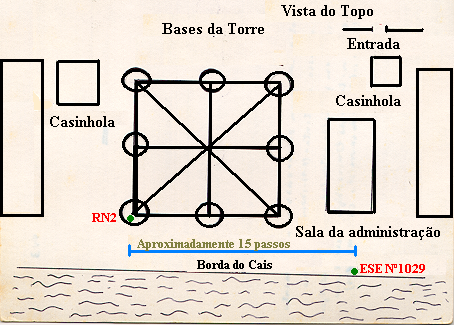 Vista do Topo
Bases da Torre
Entrada
Casinhola
Casinhola
RN2
Sala da administração
Aproximadamente 15 passos
Borda do Cais
ESE Nº1029